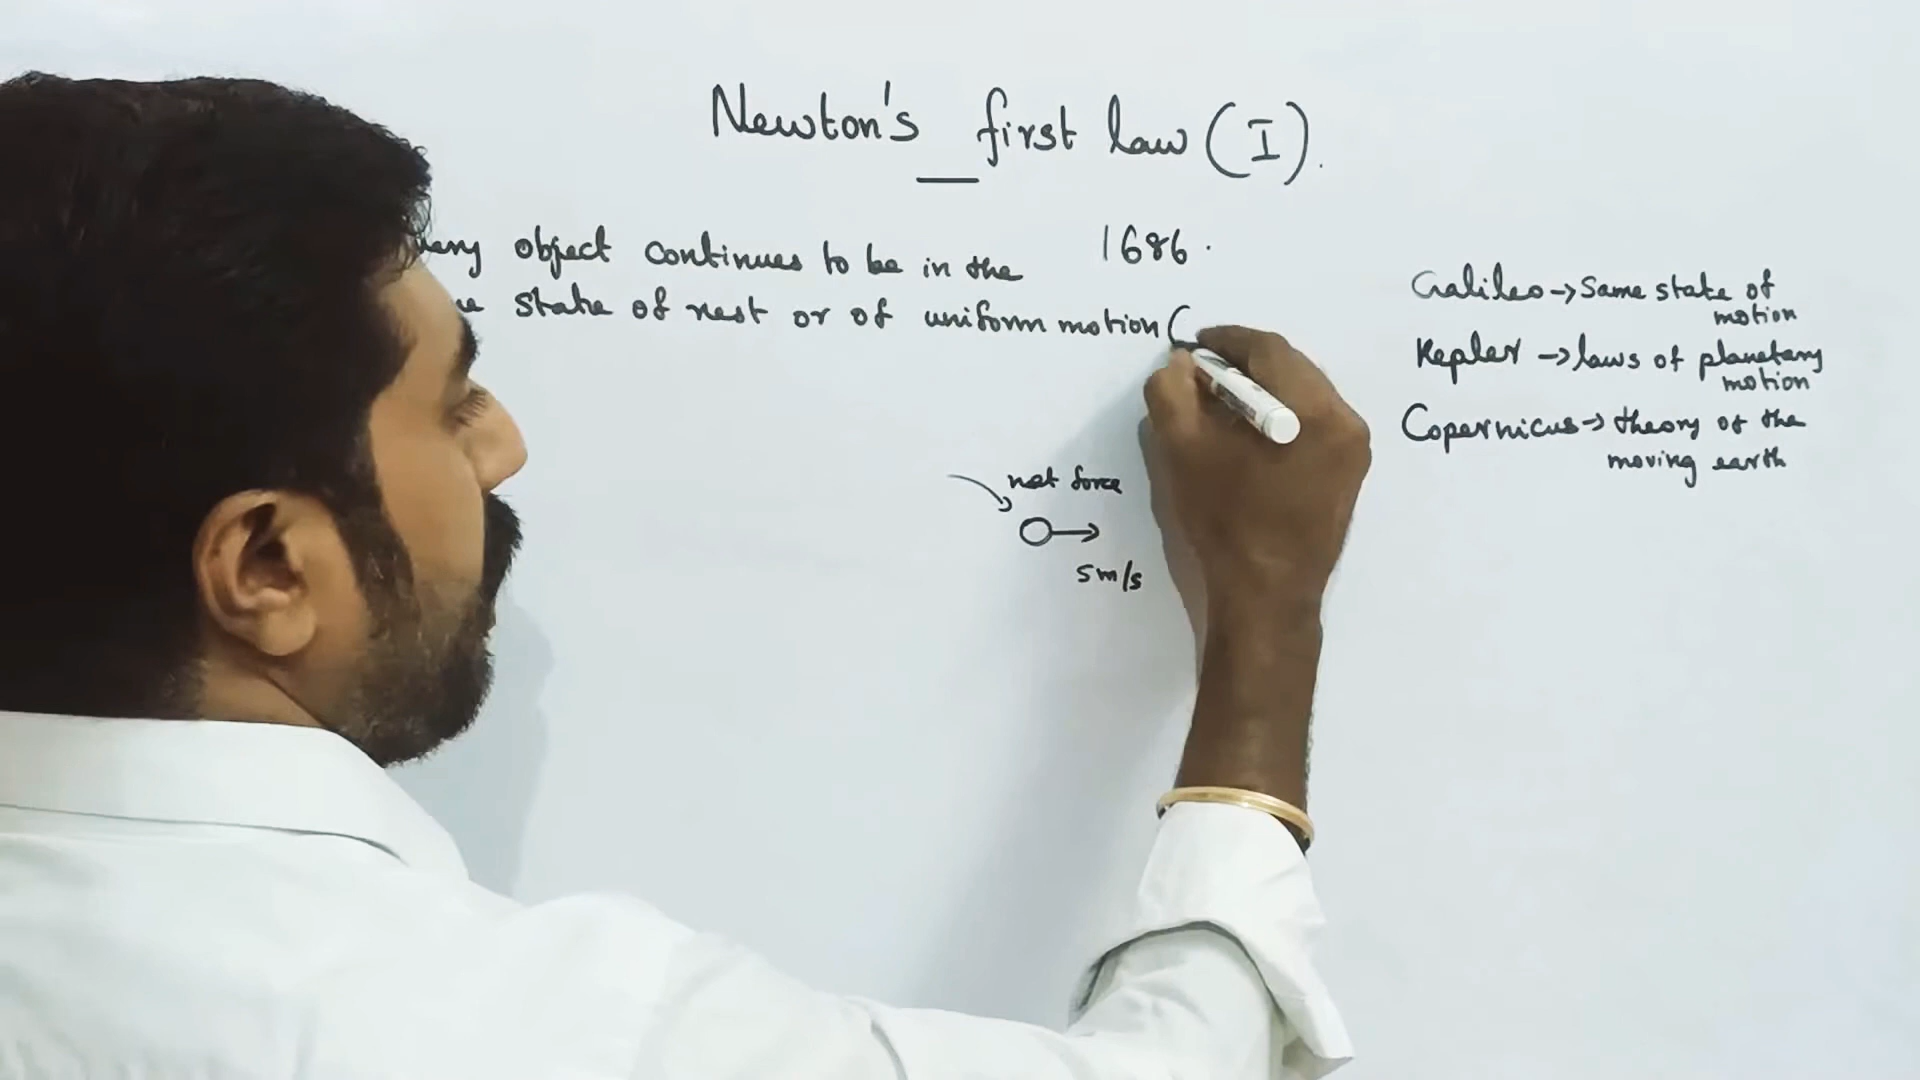 Newton's _ first law (I).
object continues to be in the
state of rest or of uniform motion (
1686.
Galileo → Same state of
motion
Kepler → laws of planetary
motion
Copernicus → theory of the
moving earth
net force
5m/s